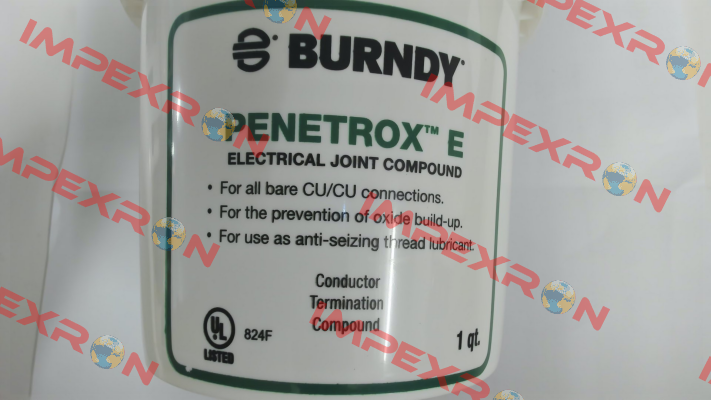 BURNDY
PENETROX™ E
ELECTRICAL JOINT COMPOUND
• For all bare CU/CU connections.
• For the prevention of oxide build-up.
• For use as anti-seizing thread lubricant.
Conductor
Termination
Compound
UL
LISTED
824F
1 qt.
IMPEXRON
IMPEXRON
IMPEXRON
IMPEXRON
IMPEXRON
IMPEXRON